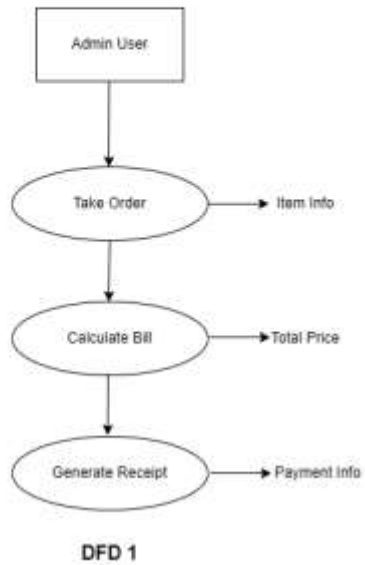 Admin User
Take Order
Item Info
Calculate Bill
Total Price
Generate Receipt
Payment Info
DFD 1